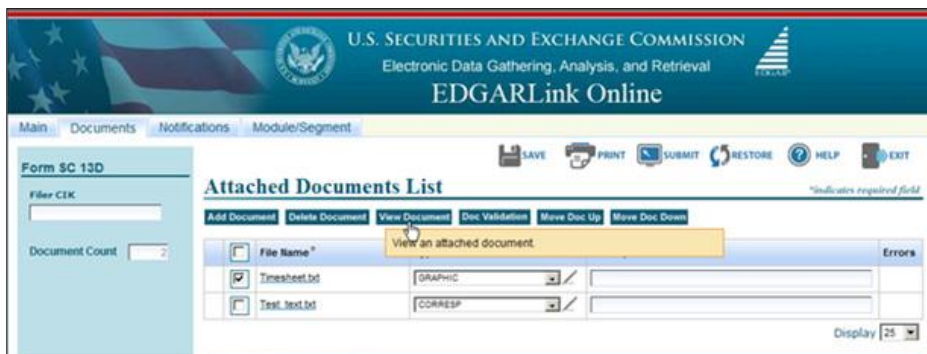 U.S. SECURITIES AND EXCHANGE COMMISSION
Electronic Data Gathering, Analysis, and Retrieval
EDGAR
EDGARLink Online
Main Documents Notifications Module/Segment
SAVE PRINT SUBMIT RESTORE HELP EXIT
Form SC 13D
Attached Documents List
*indicates required field
Filer CIK
Add Document Delete Document View Document Doc Validation Move Doc Up Move Doc Down
View an attached document.
Document Count 2
File Name* Errors
Timesheet.txt GRAPHIC
Test_text.txt CORRESP
Display 25